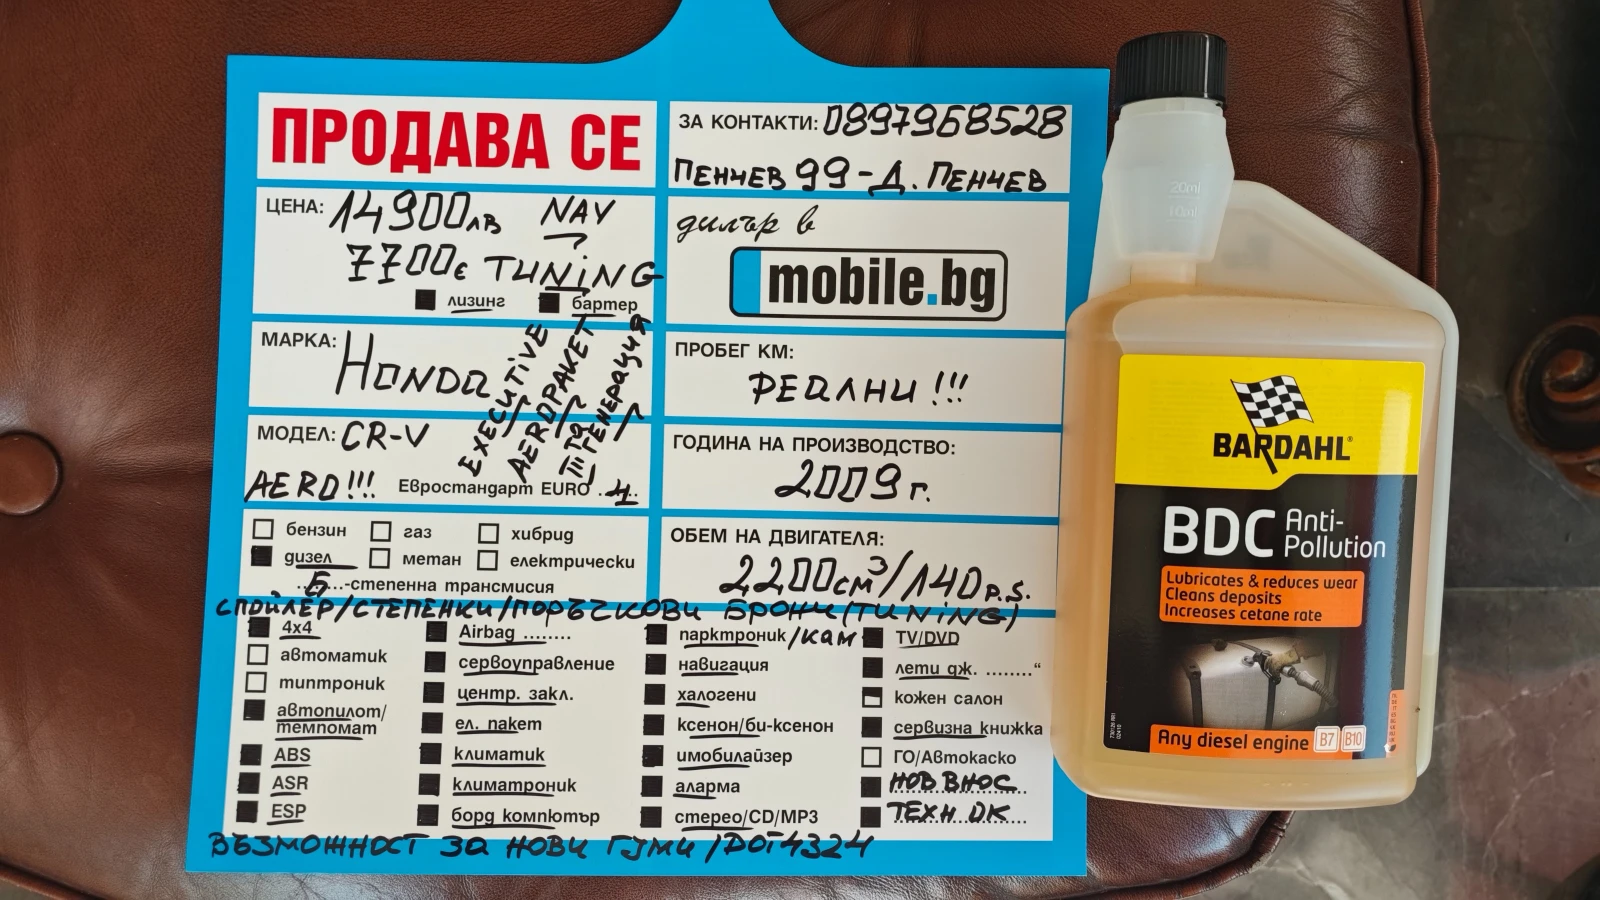 ПРОДАВА СЕ
ЗА КОНТАКТИ: 0897968528
ПЕНЧЕВ 99-Д. ПЕНЧЕВ
ЦЕНА: 14900лв NAV
7700€ TUNiNG
лизинг бартер
дилър в
mobile.bg
МАРКА: HONDA
EXECUTiVE
AEROPAKET
III ТА ГЕНЕРАЦИЯ
ПРОБЕГ КМ:
РЕАЛНИ!!!
МОДЕЛ: CR-V
AERO!!! Евростандарт EURO ..4..
ГОДИНА НА ПРОИЗВОДСТВО:
2009 г.
бензин газ хибрид
дизел метан електрически
..6..-степенна трансмисия
ОБЕМ НА ДВИГАТЕЛЯ:
2200см³/140p.s.
СПОЙЛЕР/СТЕПЕНКИ/ПОРЪЧКОВИ БРОНИ(TUNiNG)
4x4 Airbag ........ парктроник/КАМ TV/DVD
автоматик сервоуправление навигация лети дж. ........“
типтроник центр. закл. халогени кожен салон
автопилот/темпомат ел. пакет ксенон/би-ксенон сервизна книжка
ABS климатик имобилайзер ГО/Автокаско
ASR климатроник аларма НОВ ВНОС
ESP борд компютър стерео/CD/MP3 ТЕХН ДК
ВЪЗМОЖНОСТ ЗА НОВИ ГУМИ/DOT4324
20ml
10ml
BARDAHL®
BDC Anti-Pollution
Lubricates & reduces wear
Cleans deposits
Increases cetane rate
Any diesel engine B7 B10